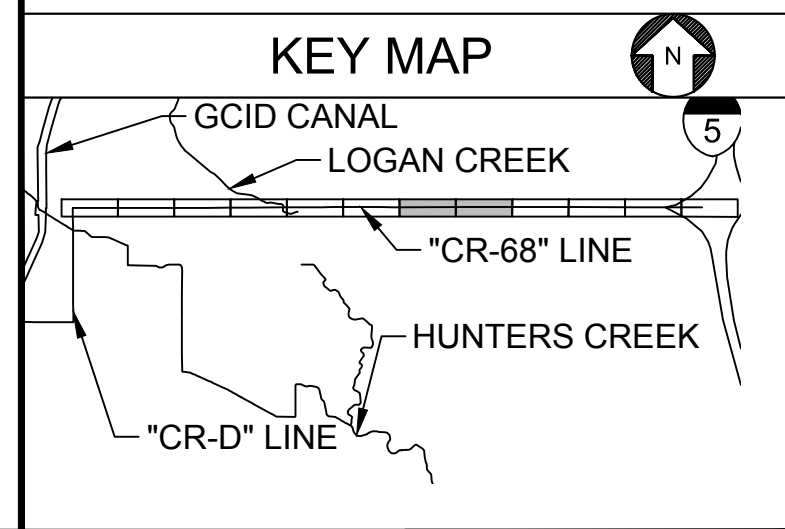 KEY MAP
N
GCID CANAL
5
LOGAN CREEK
"CR-68" LINE
HUNTERS CREEK
"CR-D" LINE